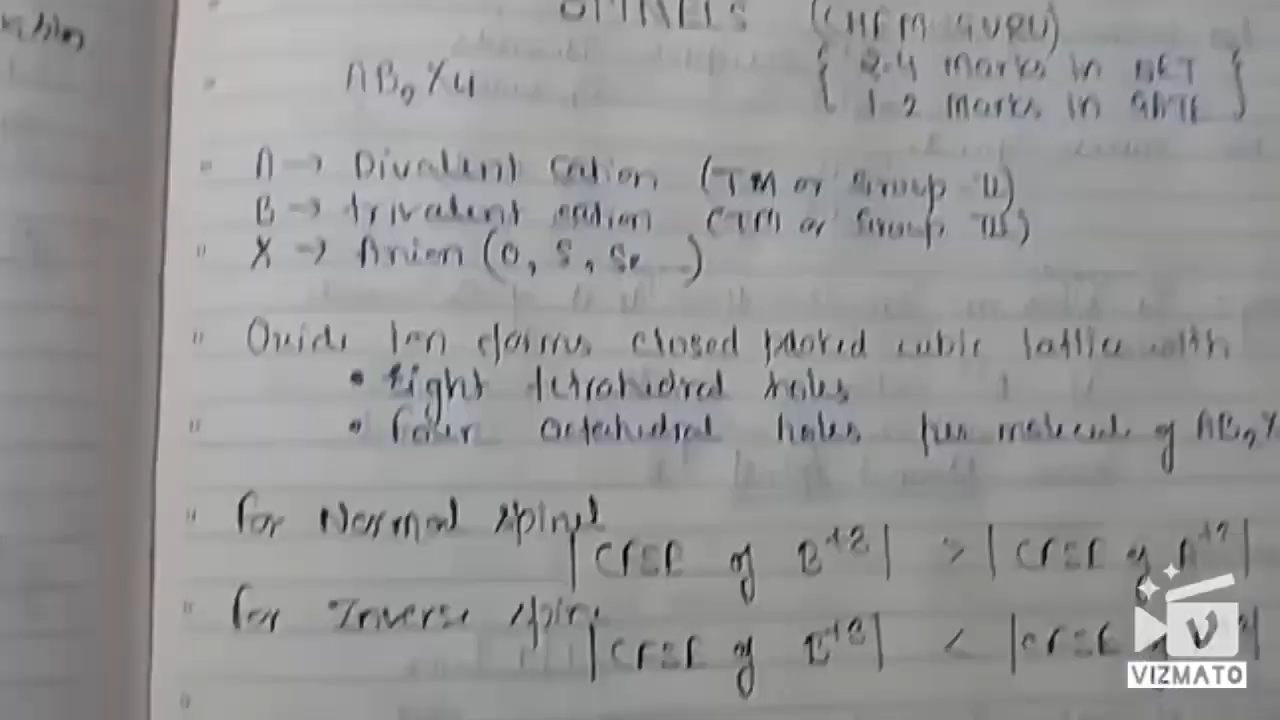 SPINELS (CHEM GURU)
AB₂X₄ { 2-4 marks in NET
1-2 marks in GATE }
A → Divalent cation (TM or Group II)
B → trivalent cation (TM or Group III)
X → Anion (O, S, Se ...)
Oxide Ion forms closed packed cubic lattice with
• Eight tetrahedral holes
• Four octahedral holes per molecule of AB₂X
For Normal spinel
|CFSE of B⁺³| > |CFSE of A⁺²|
For Inverse spin
|CFSE of B⁺³| < |CFSE
V
VIZMATO